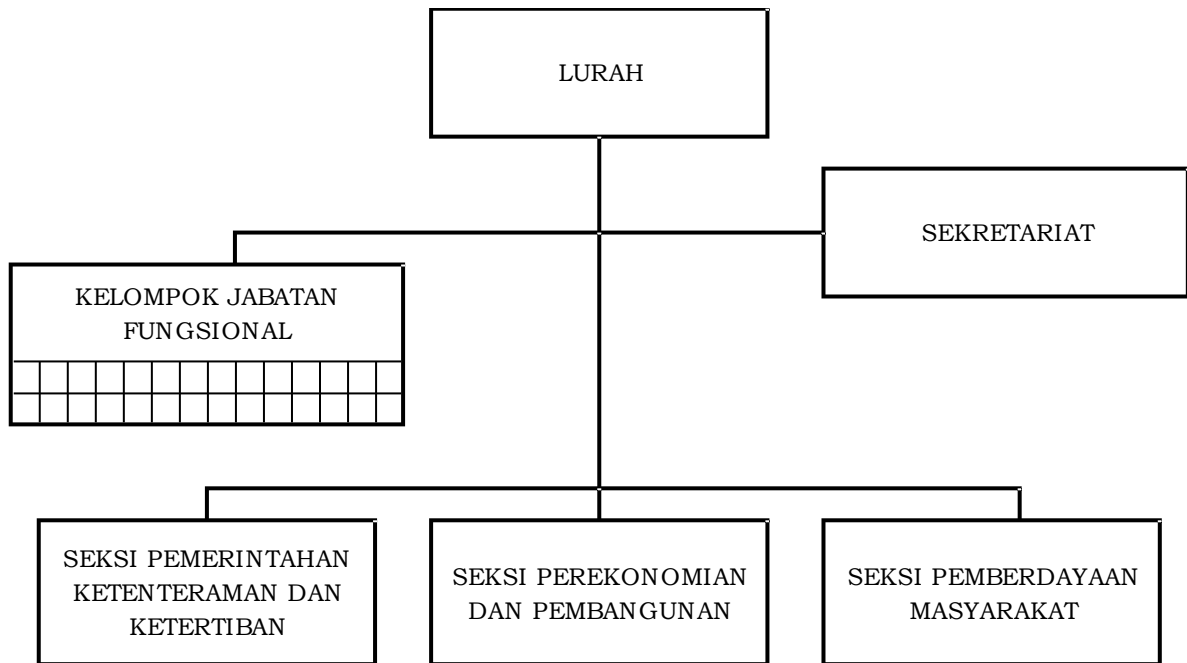 LURAH
SEKRETARIAT
KELOMPOK JABATAN
FUNGSIONAL
SEKSI PEMERINTAHAN
KETENTERAMAN DAN
KETERTIBAN
SEKSI PEREKONOMIAN
DAN PEMBANGUNAN
SEKSI PEMBERDAYAAN
MASYARAKAT